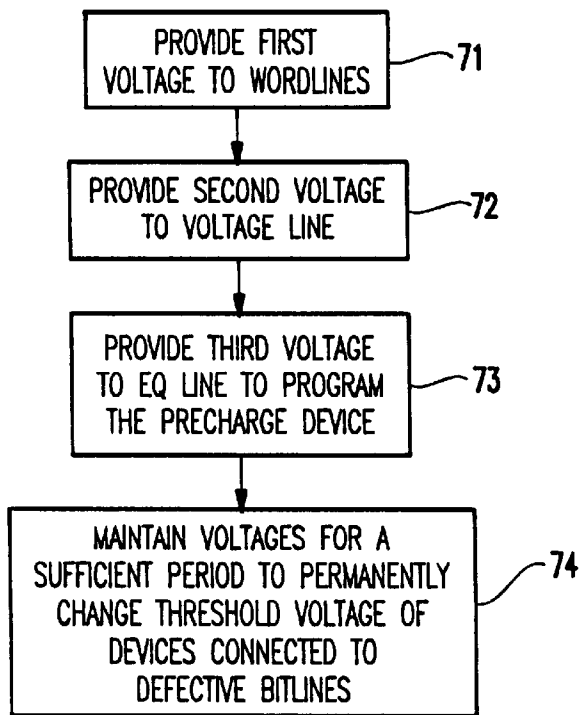 PROVIDE FIRST
VOLTAGE TO WORDLINES
71
PROVIDE SECOND VOLTAGE
TO VOLTAGE LINE
72
PROVIDE THIRD VOLTAGE
TO EQ LINE TO PROGRAM
THE PRECHARGE DEVICE
73
MAINTAIN VOLTAGES FOR A
SUFFICIENT PERIOD TO PERMANENTLY
CHANGE THRESHOLD VOLTAGE OF
DEVICES CONNECTED TO
DEFECTIVE BITLINES
74